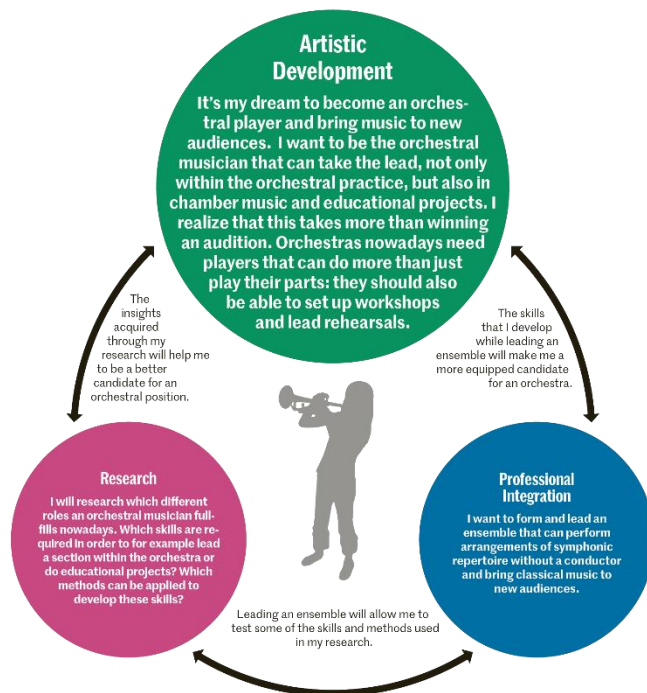 Artistic
Development
It's my dream to become an orches-
tral player and bring music to new
audiences. I want to be the orchestral
musician that can take the lead, not only
within the orchestral practice, but also in
chamber music and educational projects. I
realize that this takes more than winning
an audition. Orchestras nowadays need
players that can do more than just
play their parts: they should also
be able to set up workshops
and lead rehearsals.
The
insights
acquired
through my
research will help me
to be a better
candidate for an
orchestral position.
The skills
that I develop
while leading an
ensemble will make me a
more equipped candidate
for an orchestra.
Research
I will research which different
roles an orchestral musician full-
fills nowadays. Which skills are re-
quired in order to for example lead
a section within the orchestra or
do educational projects? Which
methods can be applied to
develop these skills?
Professional
Integration
I want to form and lead an
ensemble that can perform
arrangements of symphonic
repertoire without a conductor
and bring classical music to
new audiences.
Leading an ensemble will allow me to
test some of the skills and methods used
in my research.